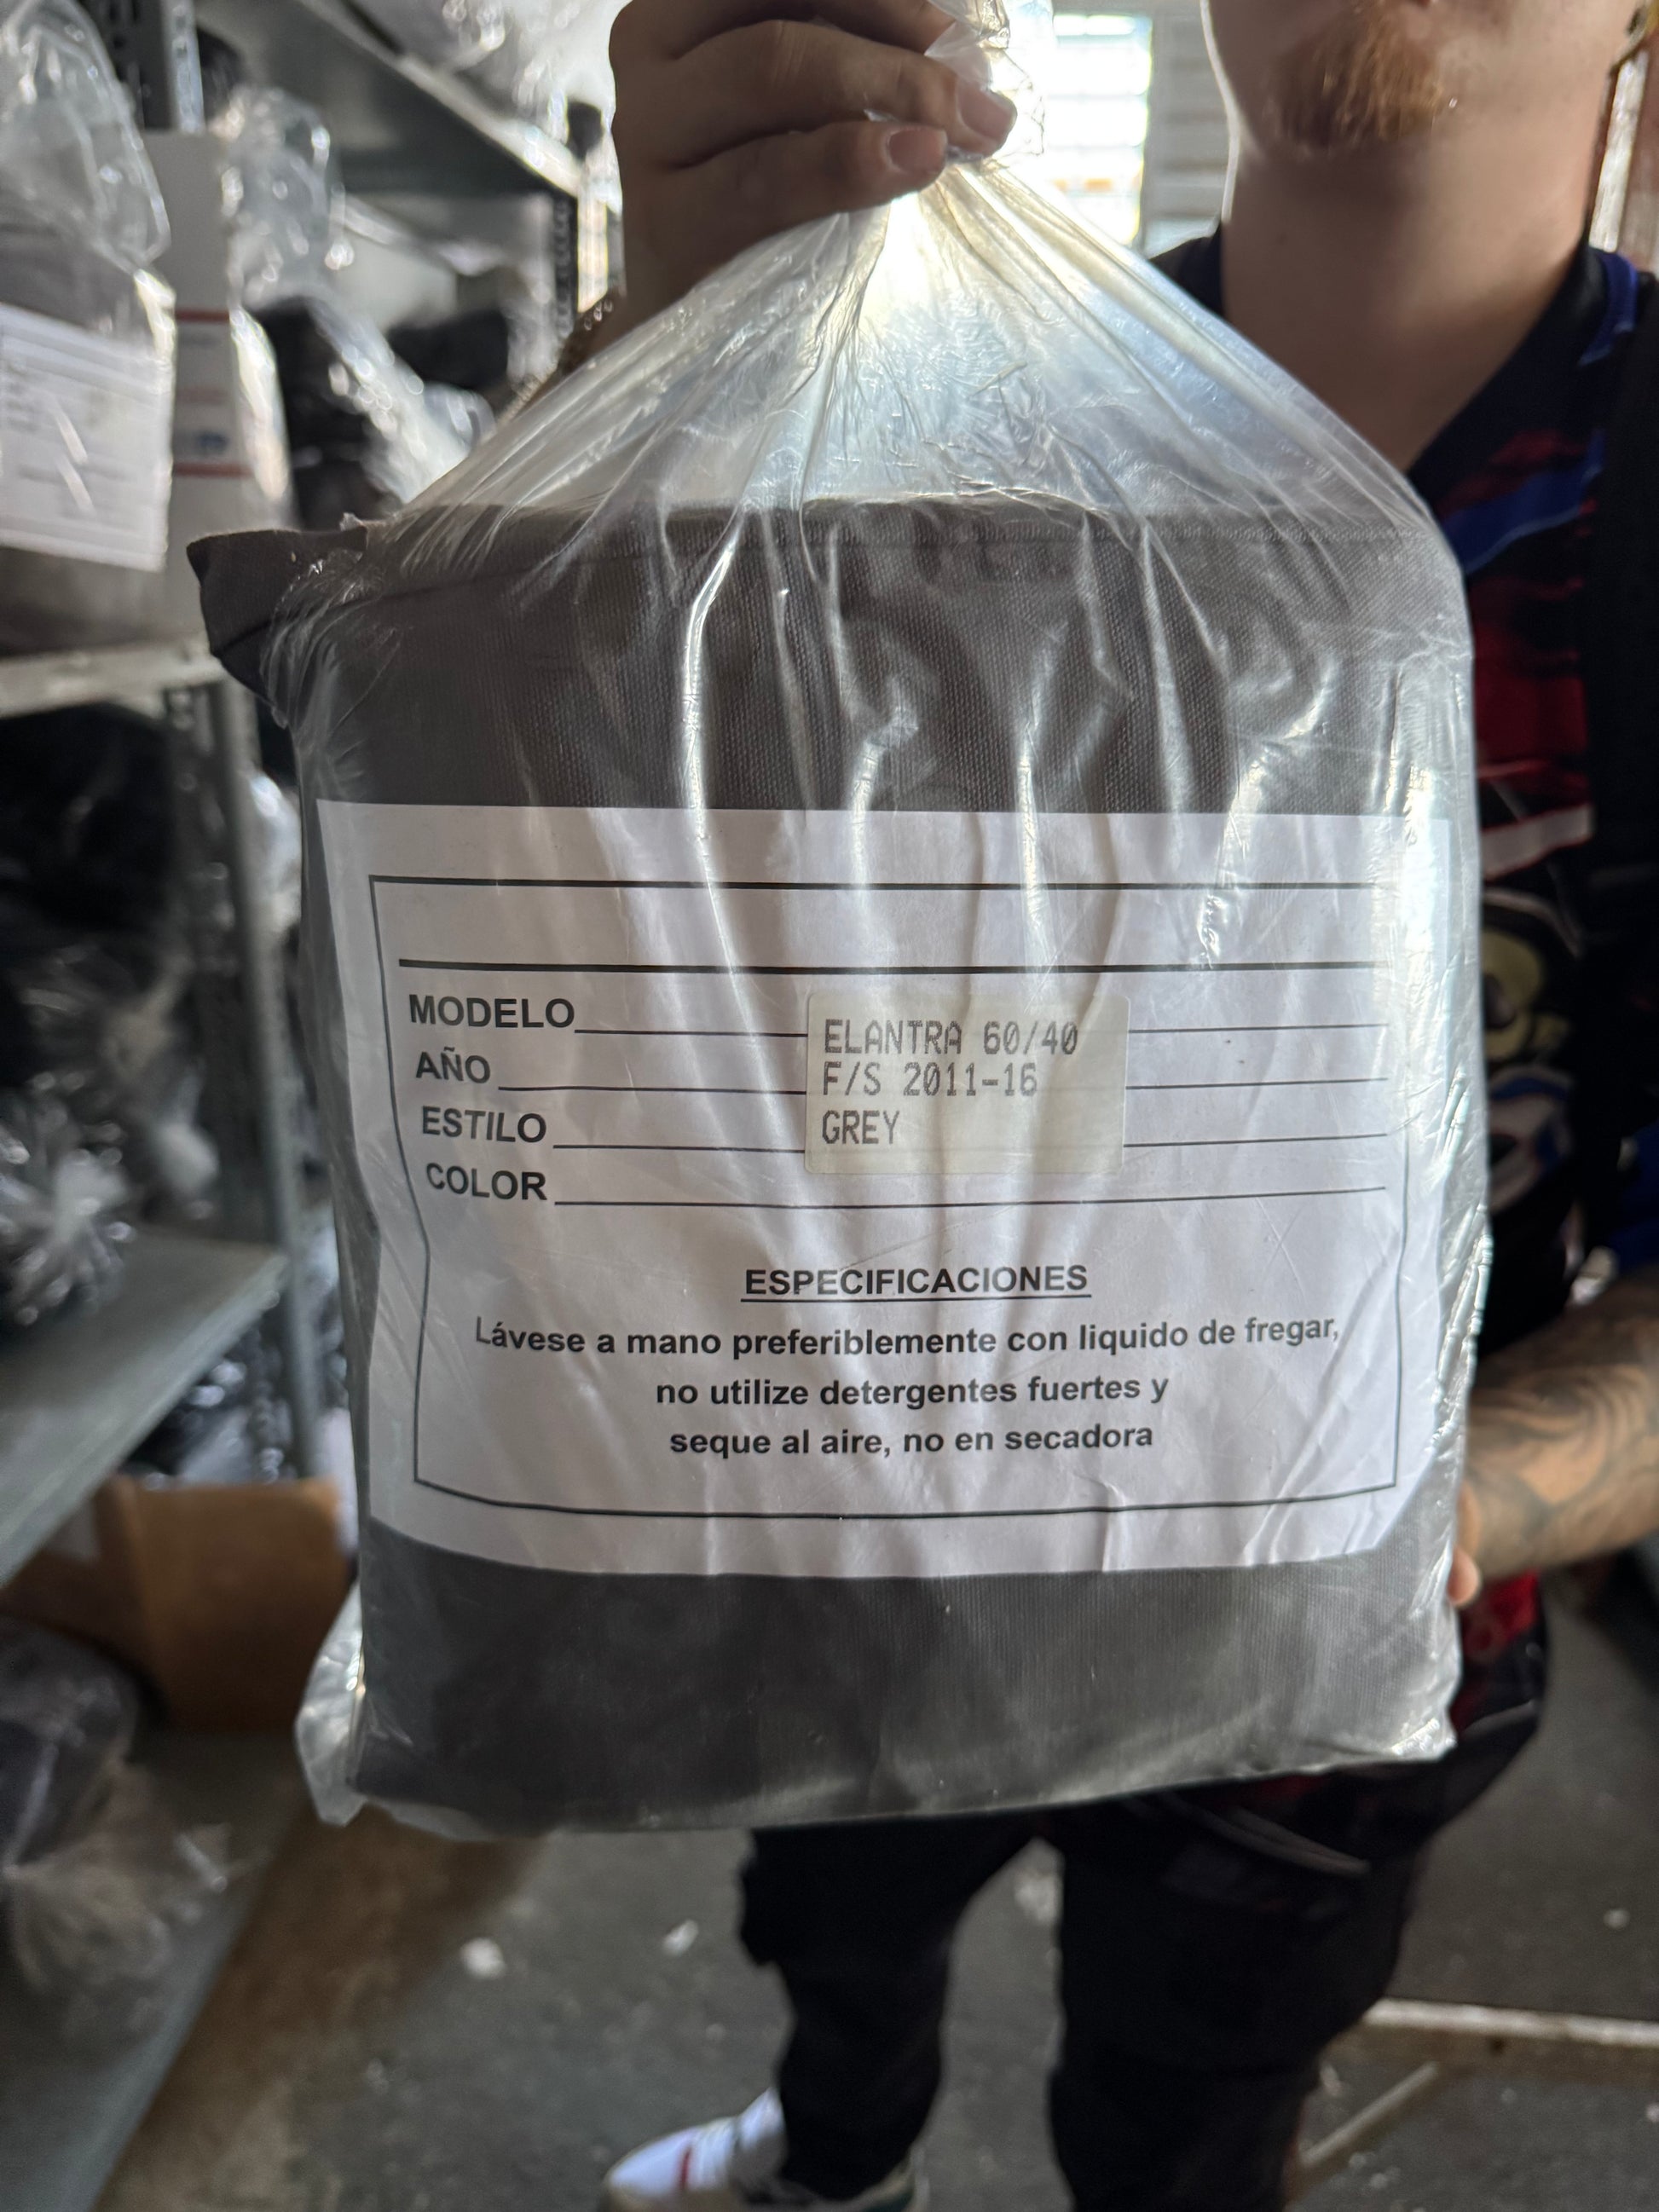 MODELO
AÑO
ESTILO
COLOR
ELANTRA 60/40
F/S 2011-16
GREY
ESPECIFICACIONES
Lávese a mano preferiblemente con liquido de fregar,
no utilize detergentes fuertes y
seque al aire, no en secadora